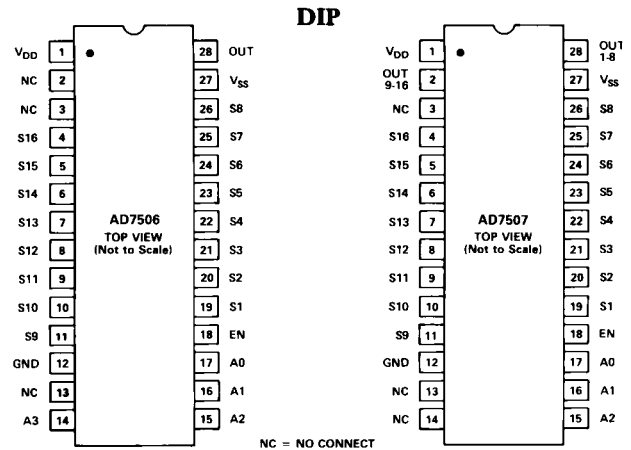 DIP
VDD 1 28 OUT
NC 2 27 VSS
NC 3 26 S8
S16 4 25 S7
S15 5 24 S6
S14 6 23 S5
S13 7 22 S4
S12 8 21 S3
S11 9 20 S2
S10 10 19 S1
S9 11 18 EN
GND 12 17 A0
NC 13 16 A1
A3 14 15 A2
AD7506
TOP VIEW
(Not to Scale)
VDD 1 28 OUT 1-8
OUT 9-16 2 27 VSS
NC 3 26 S8
S16 4 25 S7
S15 5 24 S6
S14 6 23 S5
S13 7 22 S4
S12 8 21 S3
S11 9 20 S2
S10 10 19 S1
S9 11 18 EN
GND 12 17 A0
NC 13 16 A1
NC 14 15 A2
AD7507
TOP VIEW
(Not to Scale)
NC = NO CONNECT